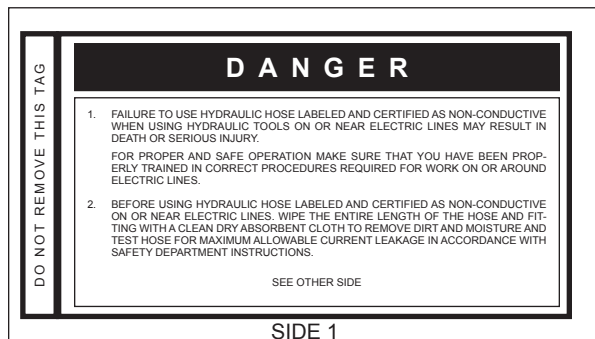 DO NOT REMOVE THIS TAG
DANGER
1. FAILURE TO USE HYDRAULIC HOSE LABELED AND CERTIFIED AS NON-CONDUCTIVE
WHEN USING HYDRAULIC TOOLS ON OR NEAR ELECTRIC LINES MAY RESULT IN
DEATH OR SERIOUS INJURY.
FOR PROPER AND SAFE OPERATION MAKE SURE THAT YOU HAVE BEEN PROP-
ERLY TRAINED IN CORRECT PROCEDURES REQUIRED FOR WORK ON OR AROUND
ELECTRIC LINES.
2. BEFORE USING HYDRAULIC HOSE LABELED AND CERTIFIED AS NON-CONDUCTIVE
ON OR NEAR ELECTRIC LINES. WIPE THE ENTIRE LENGTH OF THE HOSE AND FIT-
TING WITH A CLEAN DRY ABSORBENT CLOTH TO REMOVE DIRT AND MOISTURE AND
TEST HOSE FOR MAXIMUM ALLOWABLE CURRENT LEAKAGE IN ACCORDANCE WITH
SAFETY DEPARTMENT INSTRUCTIONS.
SEE OTHER SIDE
SIDE 1